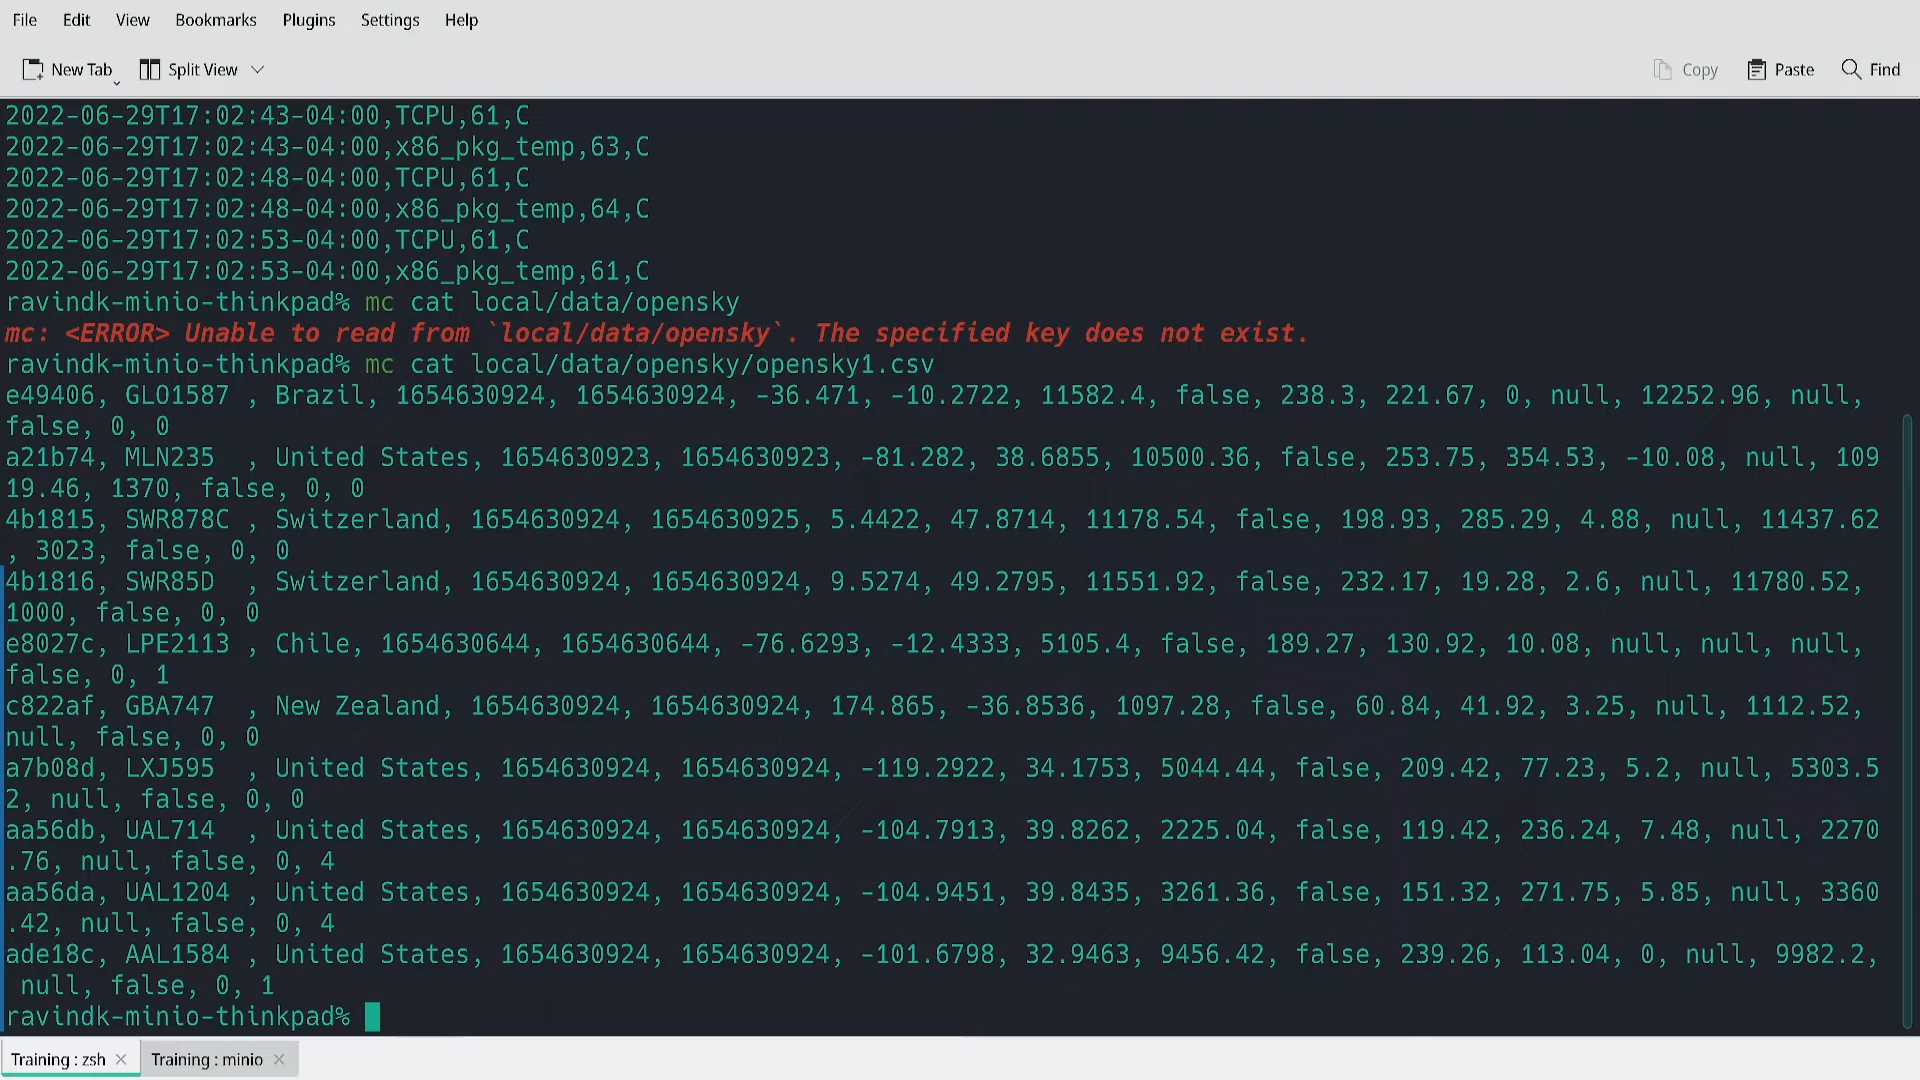 File Edit View Bookmarks Plugins Settings Help
New Tab Split View Copy Paste Find
2022-06-29T17:02:43-04:00,TCPU,61,C
2022-06-29T17:02:43-04:00,x86_pkg_temp,63,C
2022-06-29T17:02:48-04:00,TCPU,61,C
2022-06-29T17:02:48-04:00,x86_pkg_temp,64,C
2022-06-29T17:02:53-04:00,TCPU,61,C
2022-06-29T17:02:53-04:00,x86_pkg_temp,61,C
ravindk-minio-thinkpad% mc cat local/data/opensky
mc: <ERROR> Unable to read from `local/data/opensky`. The specified key does not exist.
ravindk-minio-thinkpad% mc cat local/data/opensky/opensky1.csv
e49406, GLO1587 , Brazil, 1654630924, 1654630924, -36.471, -10.2722, 11582.4, false, 238.3, 221.67, 0, null, 12252.96, null,
false, 0, 0
a21b74, MLN235  , United States, 1654630923, 1654630923, -81.282, 38.6855, 10500.36, false, 253.75, 354.53, -10.08, null, 109
19.46, 1370, false, 0, 0
4b1815, SWR878C , Switzerland, 1654630924, 1654630925, 5.4422, 47.8714, 11178.54, false, 198.93, 285.29, 4.88, null, 11437.62
, 3023, false, 0, 0
4b1816, SWR85D  , Switzerland, 1654630924, 1654630924, 9.5274, 49.2795, 11551.92, false, 232.17, 19.28, 2.6, null, 11780.52,
1000, false, 0, 0
e8027c, LPE2113 , Chile, 1654630644, 1654630644, -76.6293, -12.4333, 5105.4, false, 189.27, 130.92, 10.08, null, null, null,
false, 0, 1
c822af, GBA747  , New Zealand, 1654630924, 1654630924, 174.865, -36.8536, 1097.28, false, 60.84, 41.92, 3.25, null, 1112.52,
null, false, 0, 0
a7b08d, LXJ595  , United States, 1654630924, 1654630924, -119.2922, 34.1753, 5044.44, false, 209.42, 77.23, 5.2, null, 5303.5
2, null, false, 0, 0
aa56db, UAL714  , United States, 1654630924, 1654630924, -104.7913, 39.8262, 2225.04, false, 119.42, 236.24, 7.48, null, 2270
.76, null, false, 0, 4
aa56da, UAL1204 , United States, 1654630924, 1654630924, -104.9451, 39.8435, 3261.36, false, 151.32, 271.75, 5.85, null, 3360
.42, null, false, 0, 4
ade18c, AAL1584 , United States, 1654630924, 1654630924, -101.6798, 32.9463, 9456.42, false, 239.26, 113.04, 0, null, 9982.2,
 null, false, 0, 1
ravindk-minio-thinkpad%
Training : zsh Training : minio